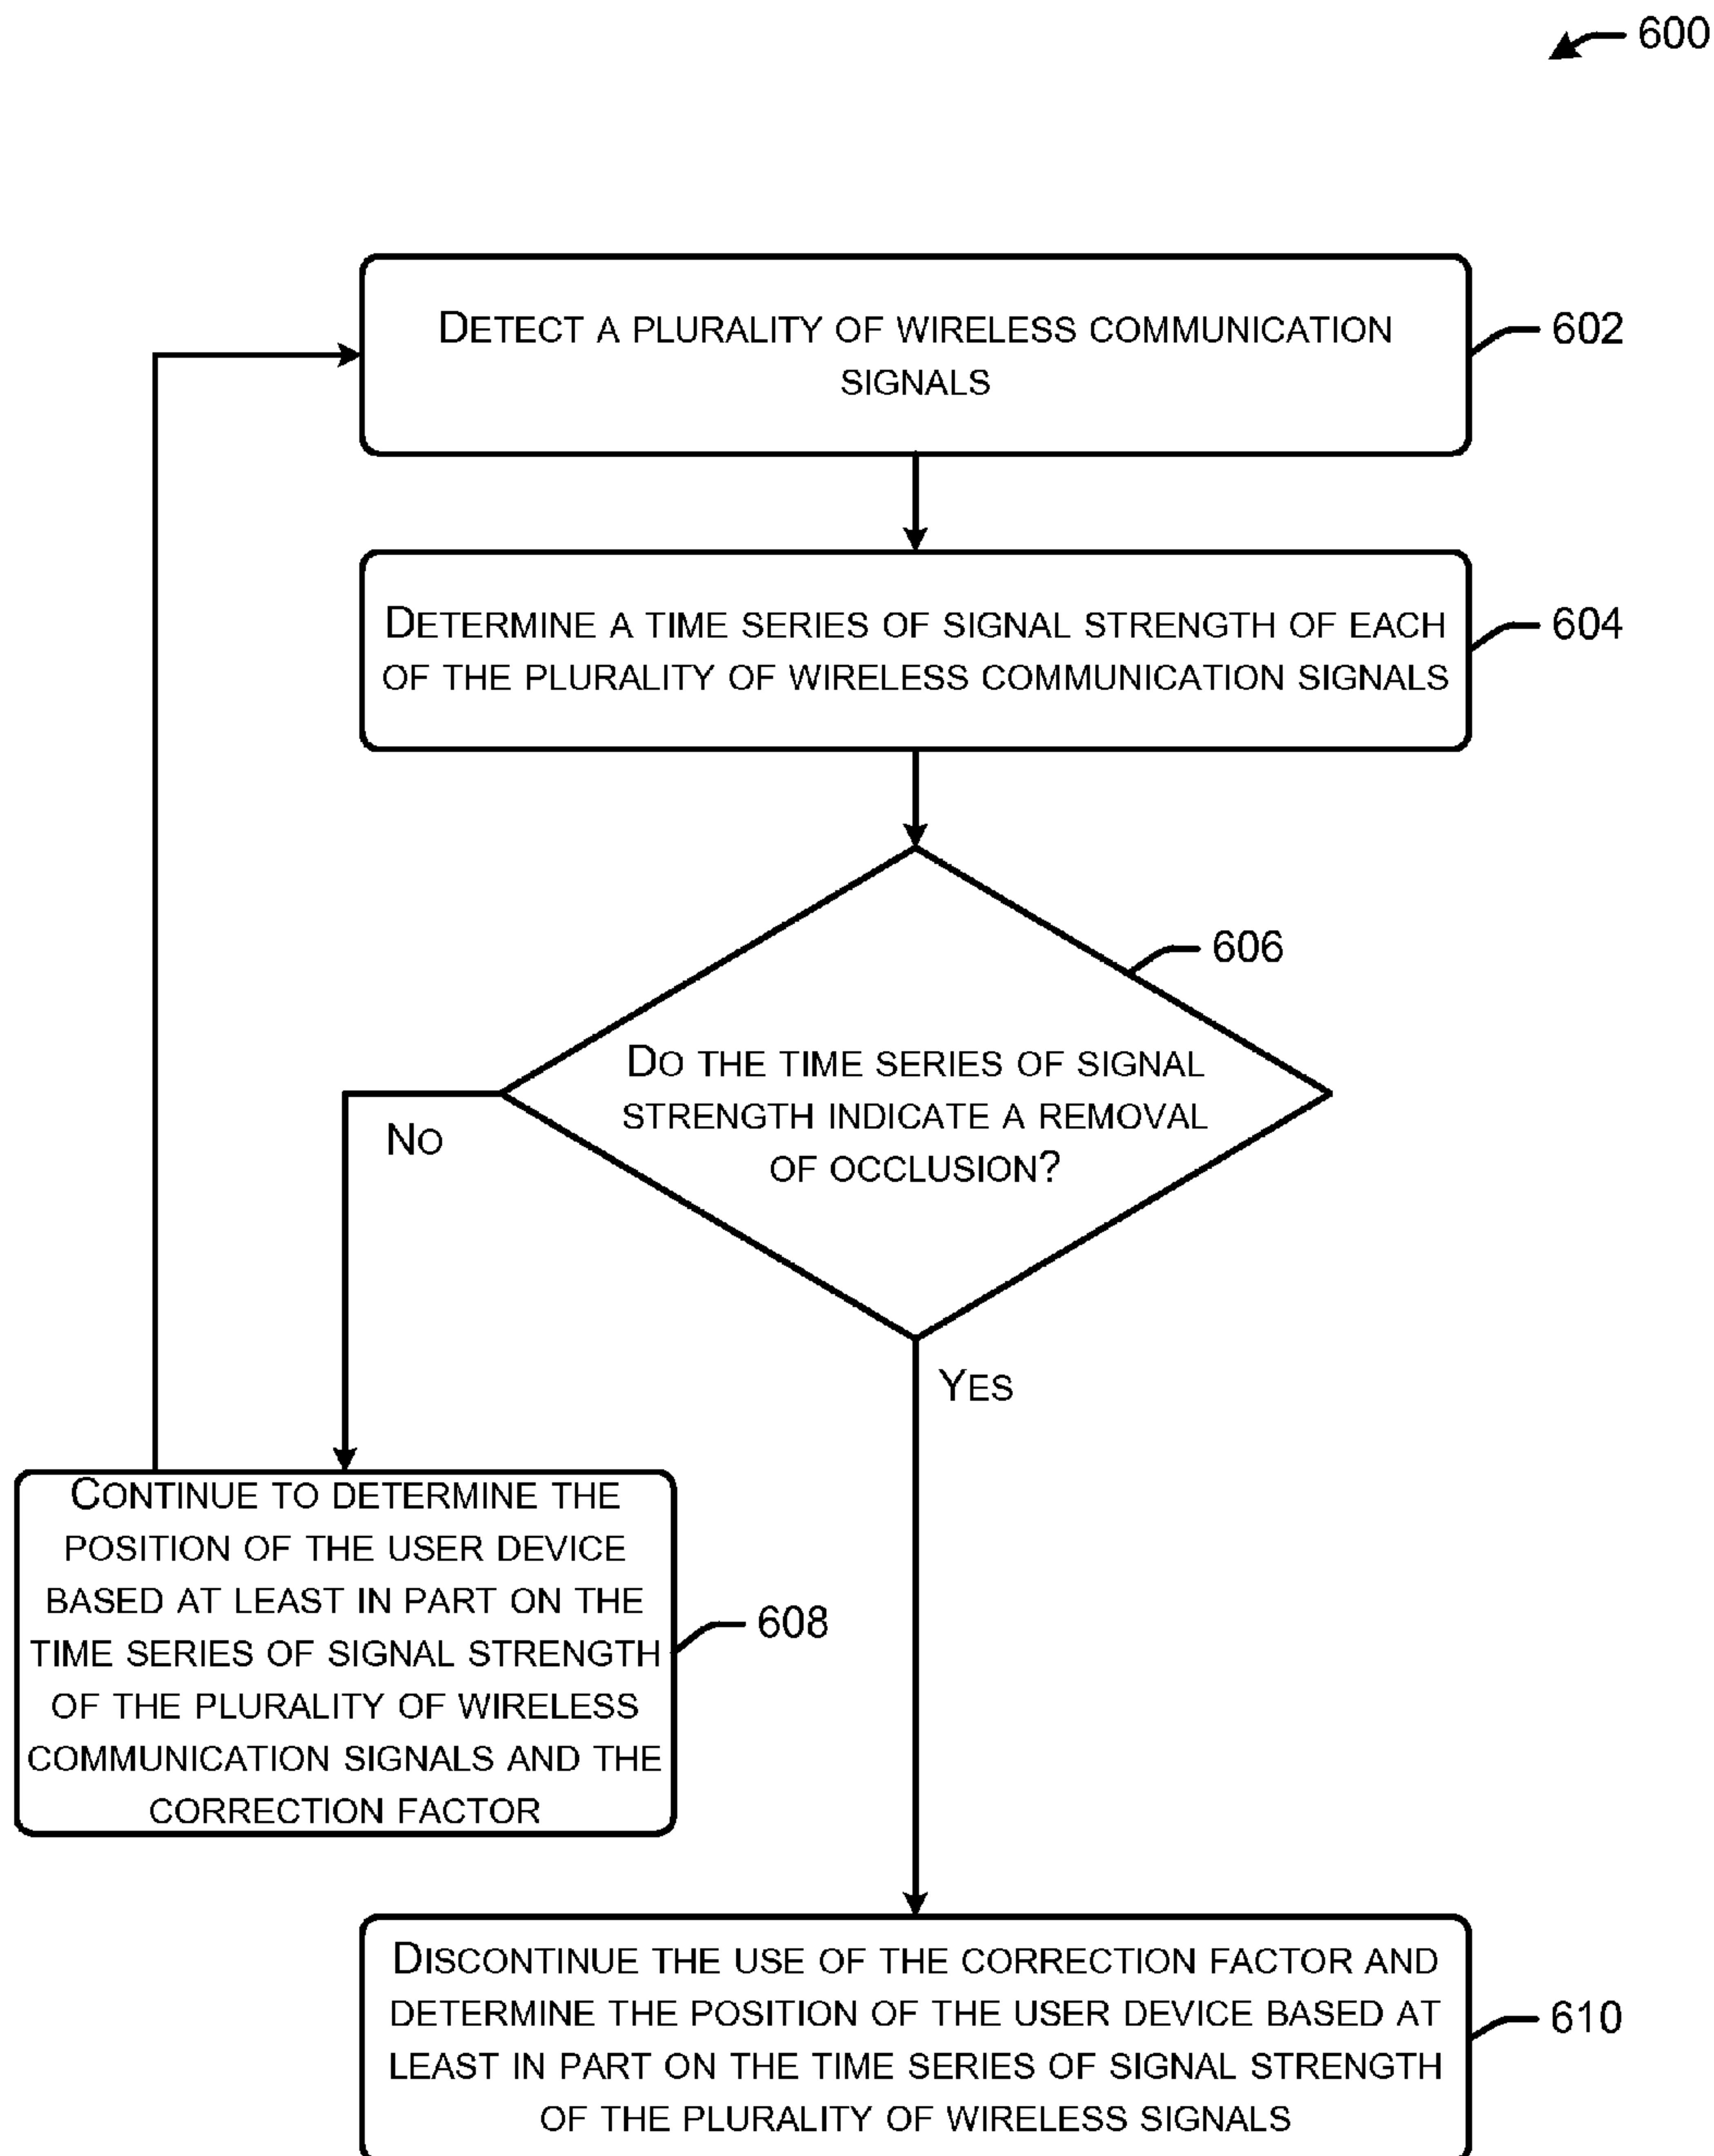 600
DETECT A PLURALITY OF WIRELESS COMMUNICATION
SIGNALS
602
DETERMINE A TIME SERIES OF SIGNAL STRENGTH OF EACH
OF THE PLURALITY OF WIRELESS COMMUNICATION SIGNALS
604
606
DO THE TIME SERIES OF SIGNAL
STRENGTH INDICATE A REMOVAL
OF OCCLUSION?
NO
YES
CONTINUE TO DETERMINE THE
POSITION OF THE USER DEVICE
BASED AT LEAST IN PART ON THE
TIME SERIES OF SIGNAL STRENGTH
OF THE PLURALITY OF WIRELESS
COMMUNICATION SIGNALS AND THE
CORRECTION FACTOR
608
DISCONTINUE THE USE OF THE CORRECTION FACTOR AND
DETERMINE THE POSITION OF THE USER DEVICE BASED AT
LEAST IN PART ON THE TIME SERIES OF SIGNAL STRENGTH
OF THE PLURALITY OF WIRELESS SIGNALS
610